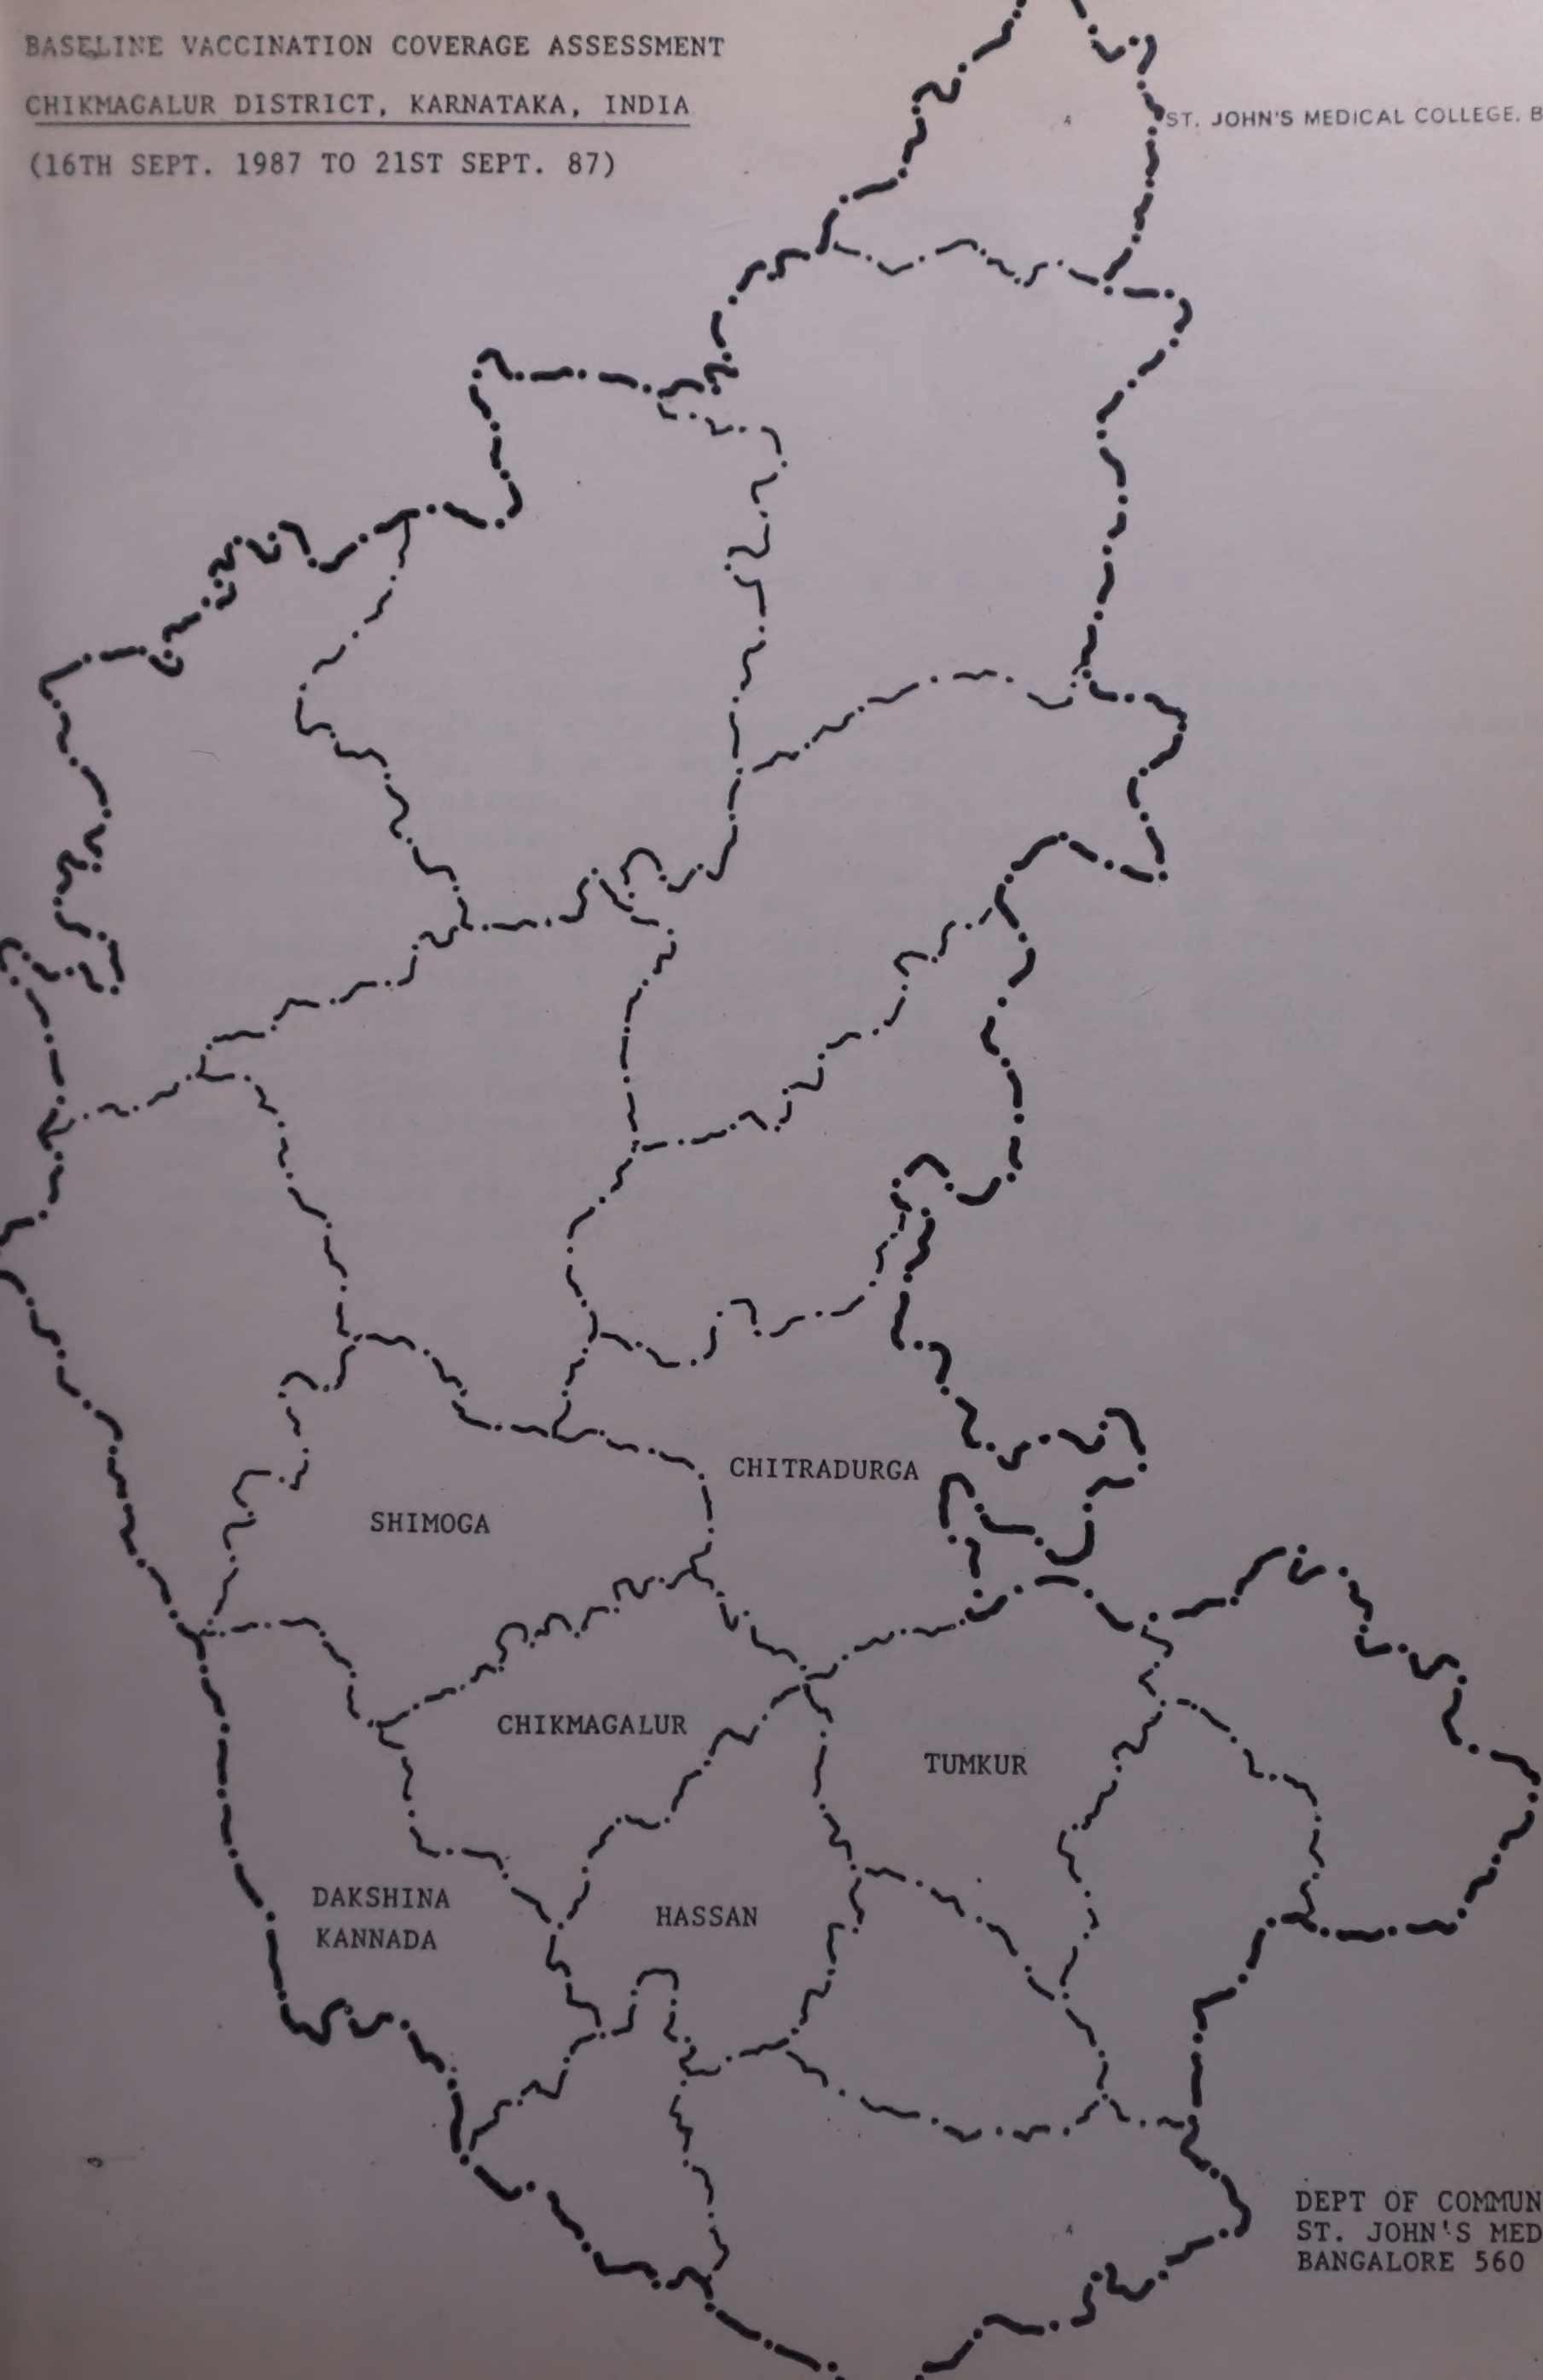 BASELINE VACCINATION COVERAGE ASSESSMENT
CHIKMAGALUR DISTRICT, KARNATAKA, INDIA
(16TH SEPT. 1987 TO 21ST SEPT. 87)
ST. JOHN'S MEDICAL COLLEGE, B
CHITRADURGA
SHIMOGA
CHIKMAGALUR
TUMKUR
DAKSHINA
KANNADA
HASSAN
DEPT OF COMMUN
ST. JOHN'S MED
BANGALORE 560